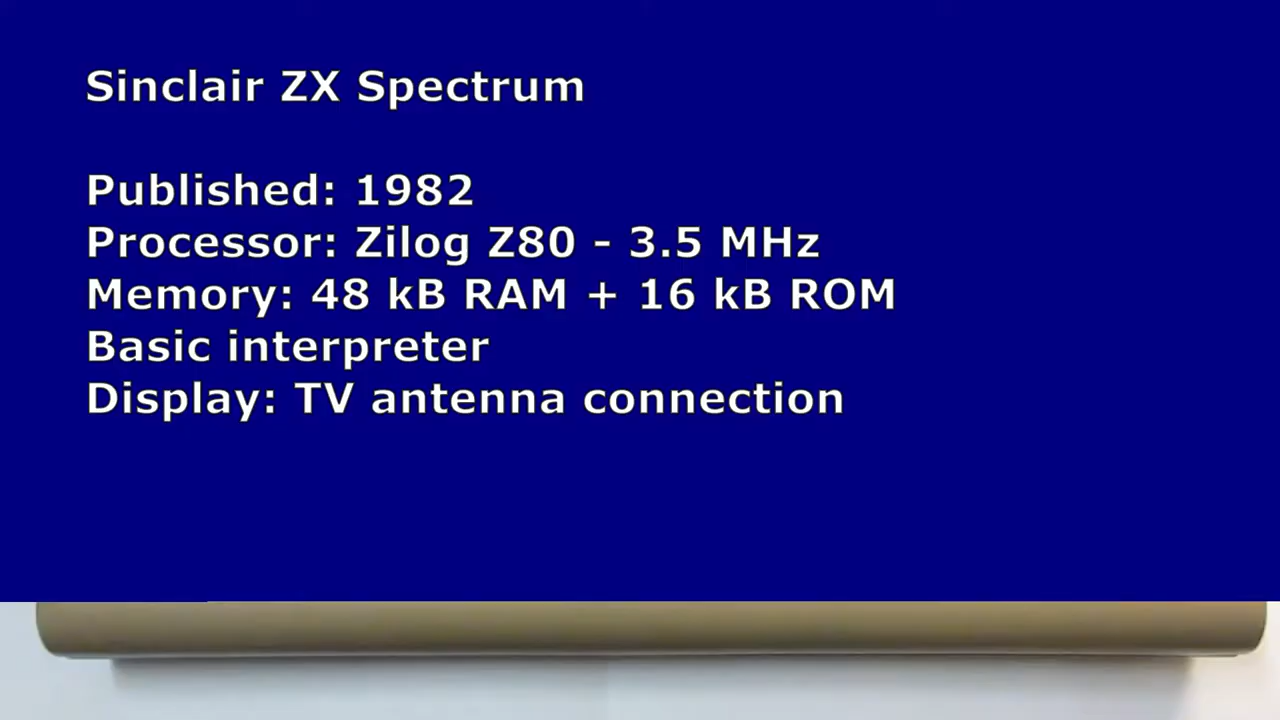 Sinclair ZX Spectrum
Published: 1982
Processor: Zilog Z80 - 3.5 MHz
Memory: 48 kB RAM + 16 kB ROM
Basic interpreter
Display: TV antenna connection